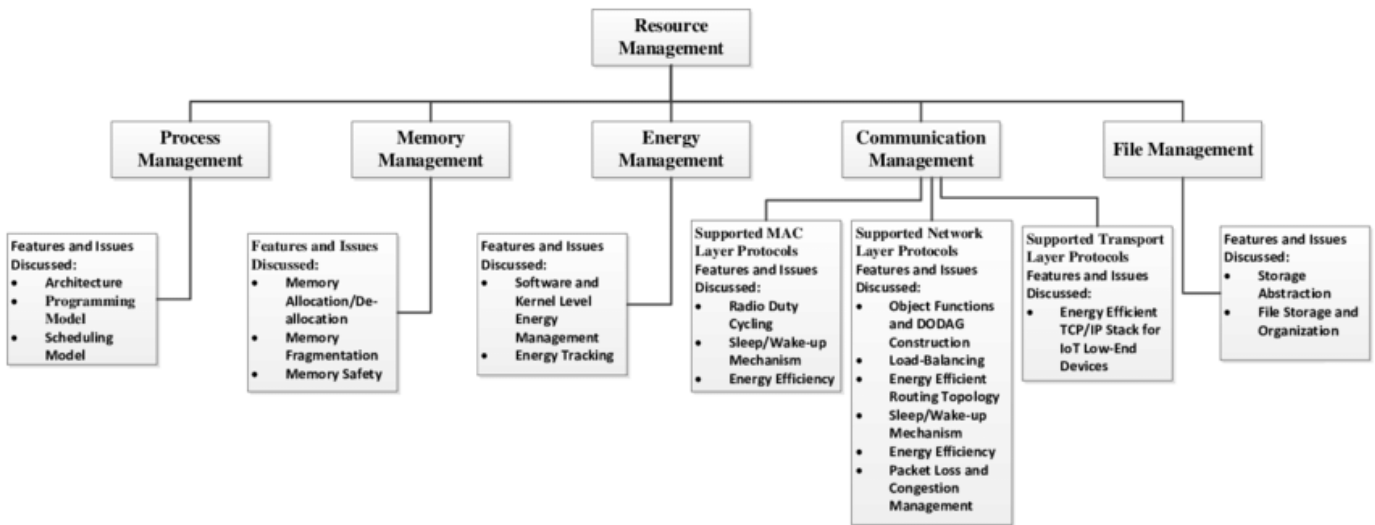 Resource
Management
Process
Management
Memory
Management
Energy
Management
Communication
Management
File Management
Features and Issues
Discussed:
• Architecture
• Programming
Model
• Scheduling
Model
Features and Issues
Discussed:
• Memory
Allocation/De-
allocation
• Memory
Fragmentation
• Memory Safety
Features and Issues
Discussed:
• Software and
Kernel Level
Energy
Management
• Energy Tracking
Supported MAC
Layer Protocols
Features and Issues
Discussed:
• Radio Duty
Cycling
• Sleep/Wake-up
Mechanism
• Energy Efficiency
Supported Network
Layer Protocols
Features and Issues
Discussed:
• Object Functions
and DODAG
Construction
• Load-Balancing
• Energy Efficient
Routing Topology
• Sleep/Wake-up
Mechanism
• Energy Efficiency
• Packet Loss and
Congestion
Management
Supported Transport
Layer Protocols
Features and Issues
Discussed:
• Energy Efficient
TCP/IP Stack for
IoT Low-End
Devices
Features and Issues
Discussed:
• Storage
Abstraction
• File Storage and
Organization